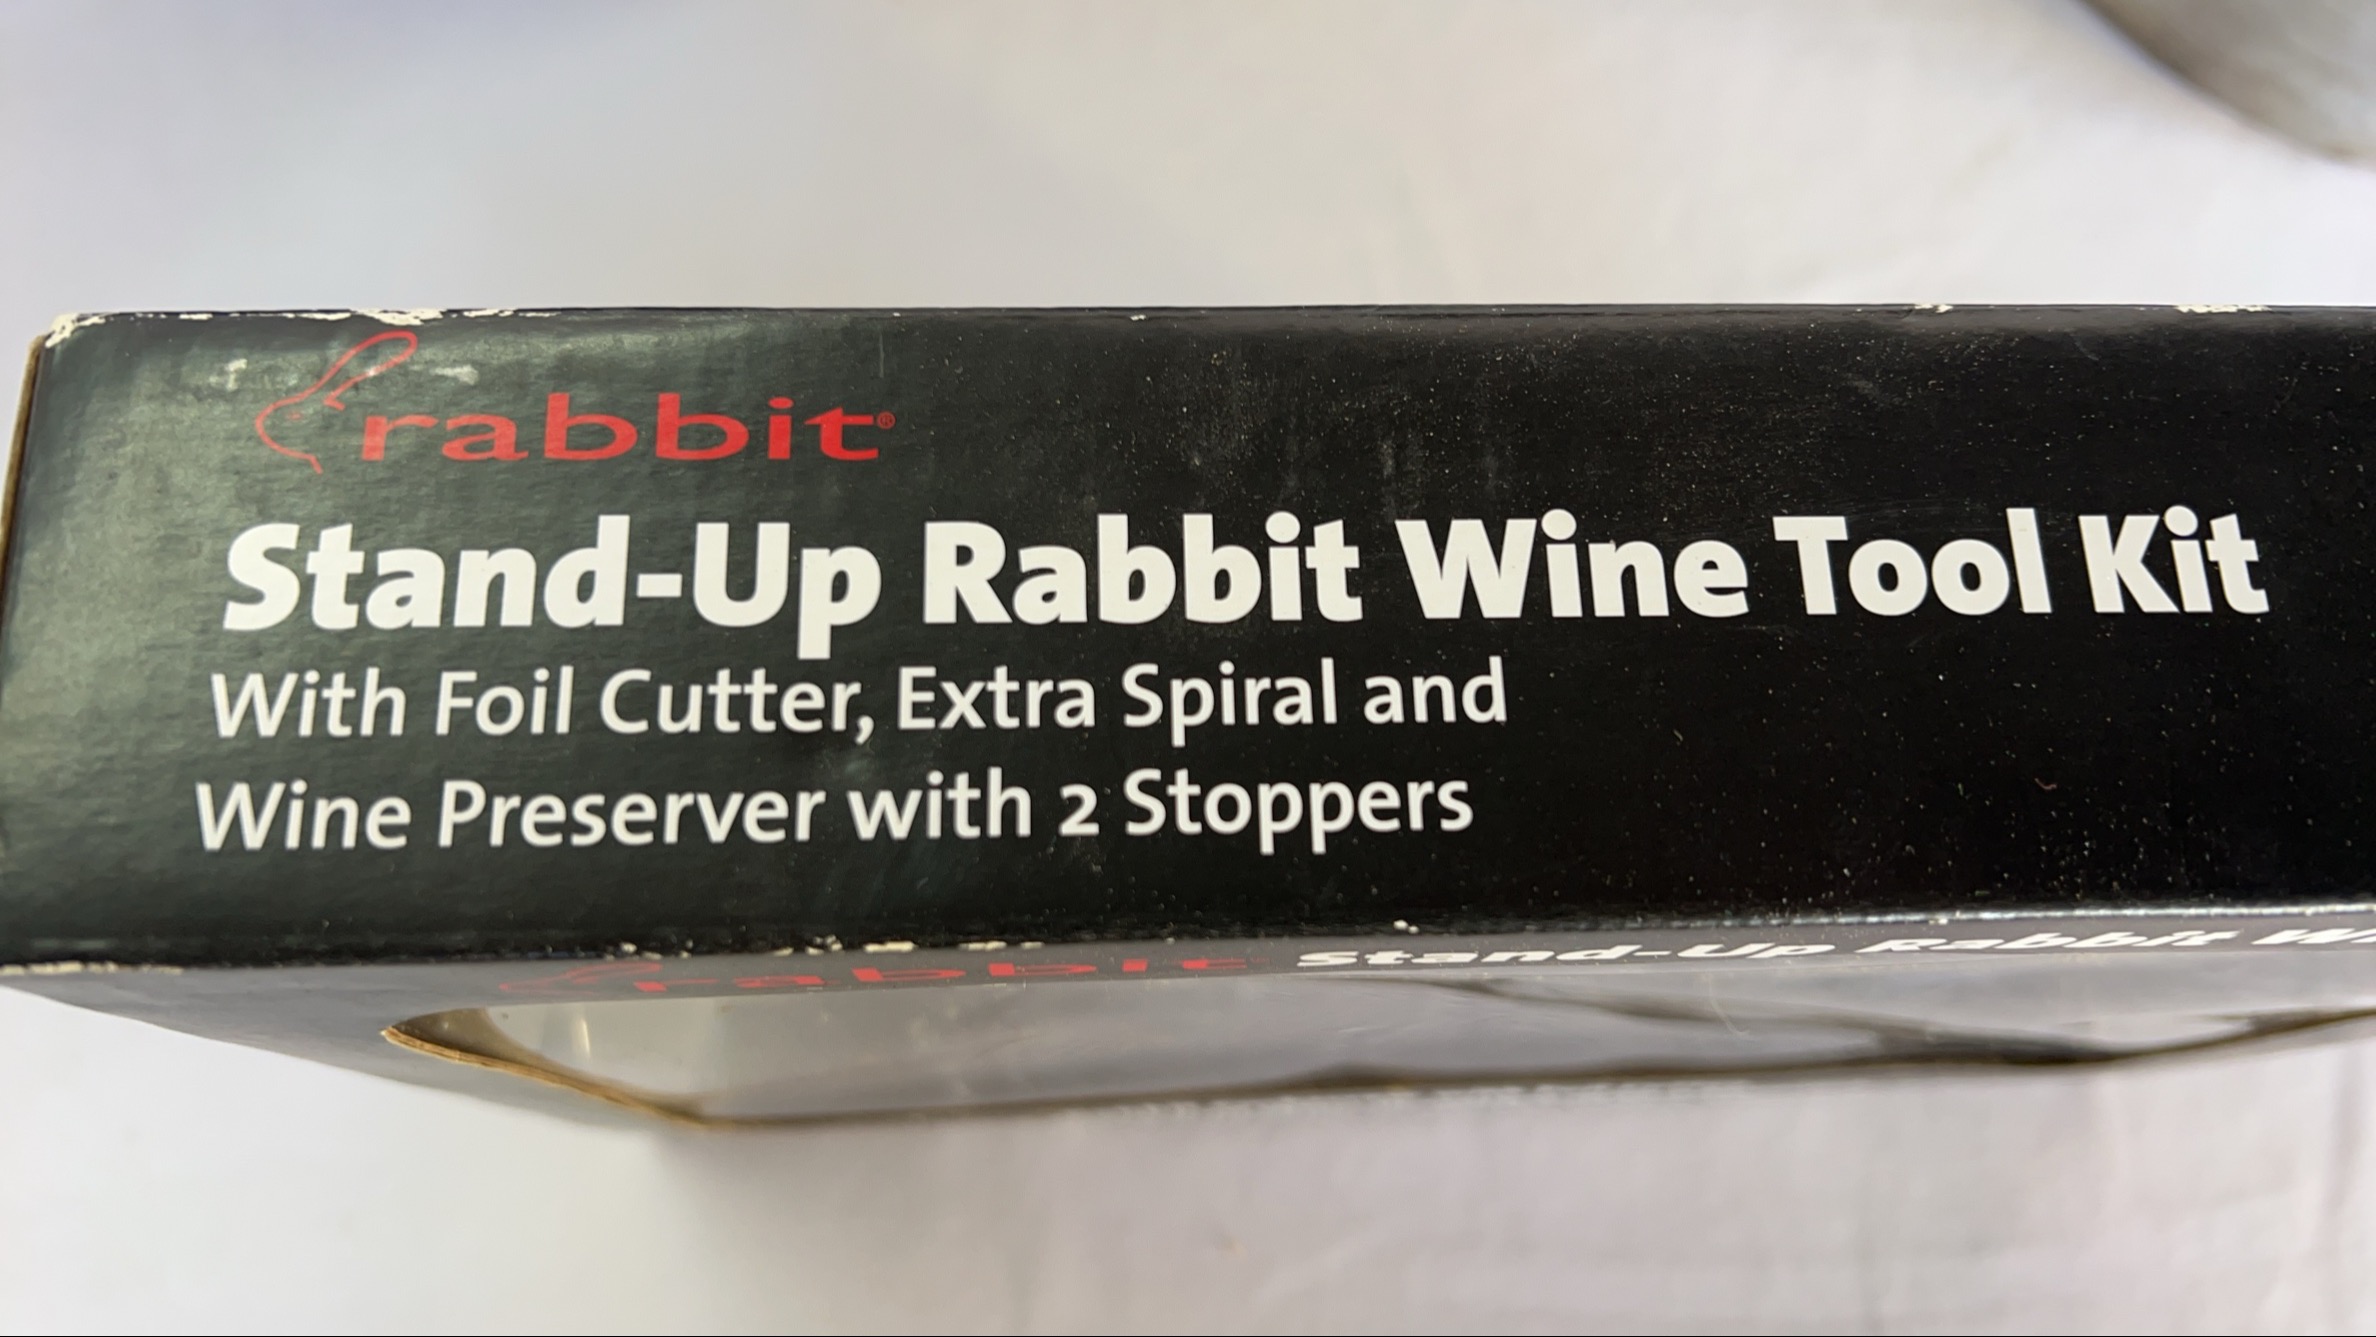 rabbit®
Stand-Up Rabbit Wine Tool Kit
With Foil Cutter, Extra Spiral and
Wine Preserver with 2 Stoppers
rabbit Stand-Up Rabbit